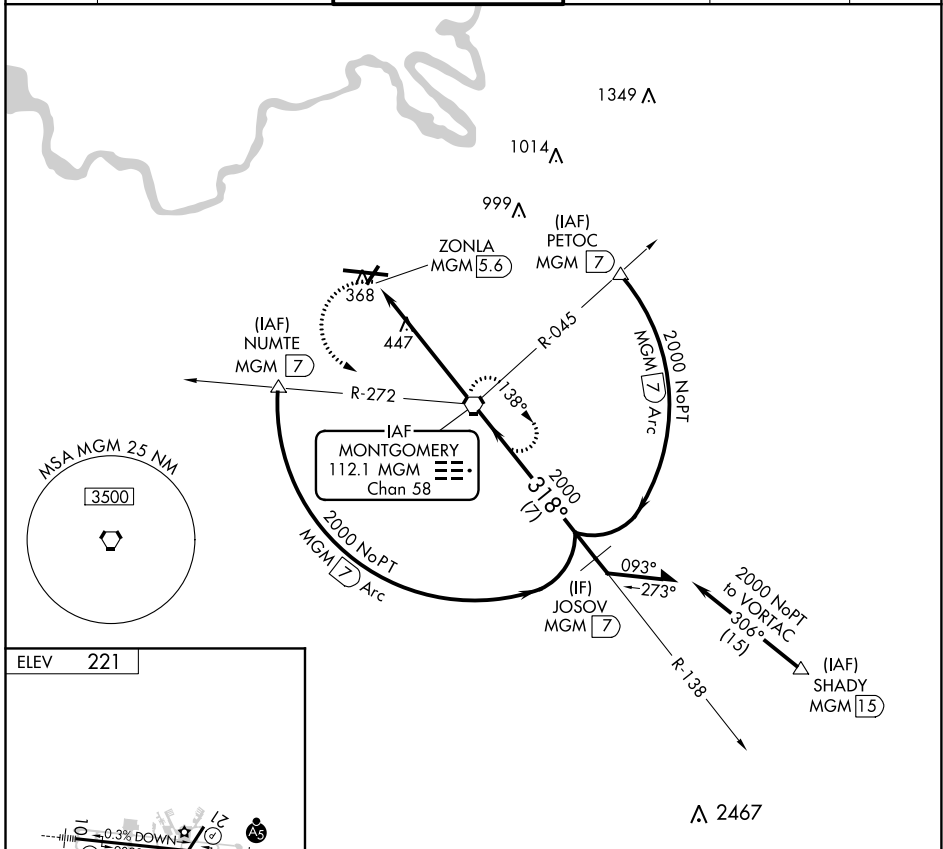 1349
1014
999
(IAF)
PETOC
MGM 7
ZONLA
MGM 5.6
368
447
(IAF)
NUMTE
MGM 7
R-045
R-272
138°
2000 NoPT
MGM 7 Arc
IAF
MONTGOMERY
112.1 MGM
Chan 58
MSA MGM 25 NM
3500
2000
318°
(7)
2000 NoPT
MGM 7 Arc
093°
273°
(IF)
JOSOV
MGM 7
2000 NoPT
to VORTAC
306°
(15)
(IAF)
SHADY
MGM 15
R-138
2467
ELEV 221
10
0.3% DOWN
21
P
A5